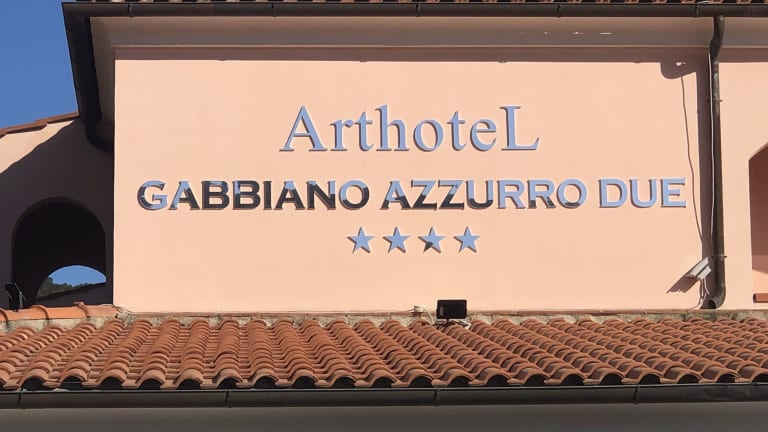 ArthoteL
GABBIANO AZZURRO DUE
★★★★